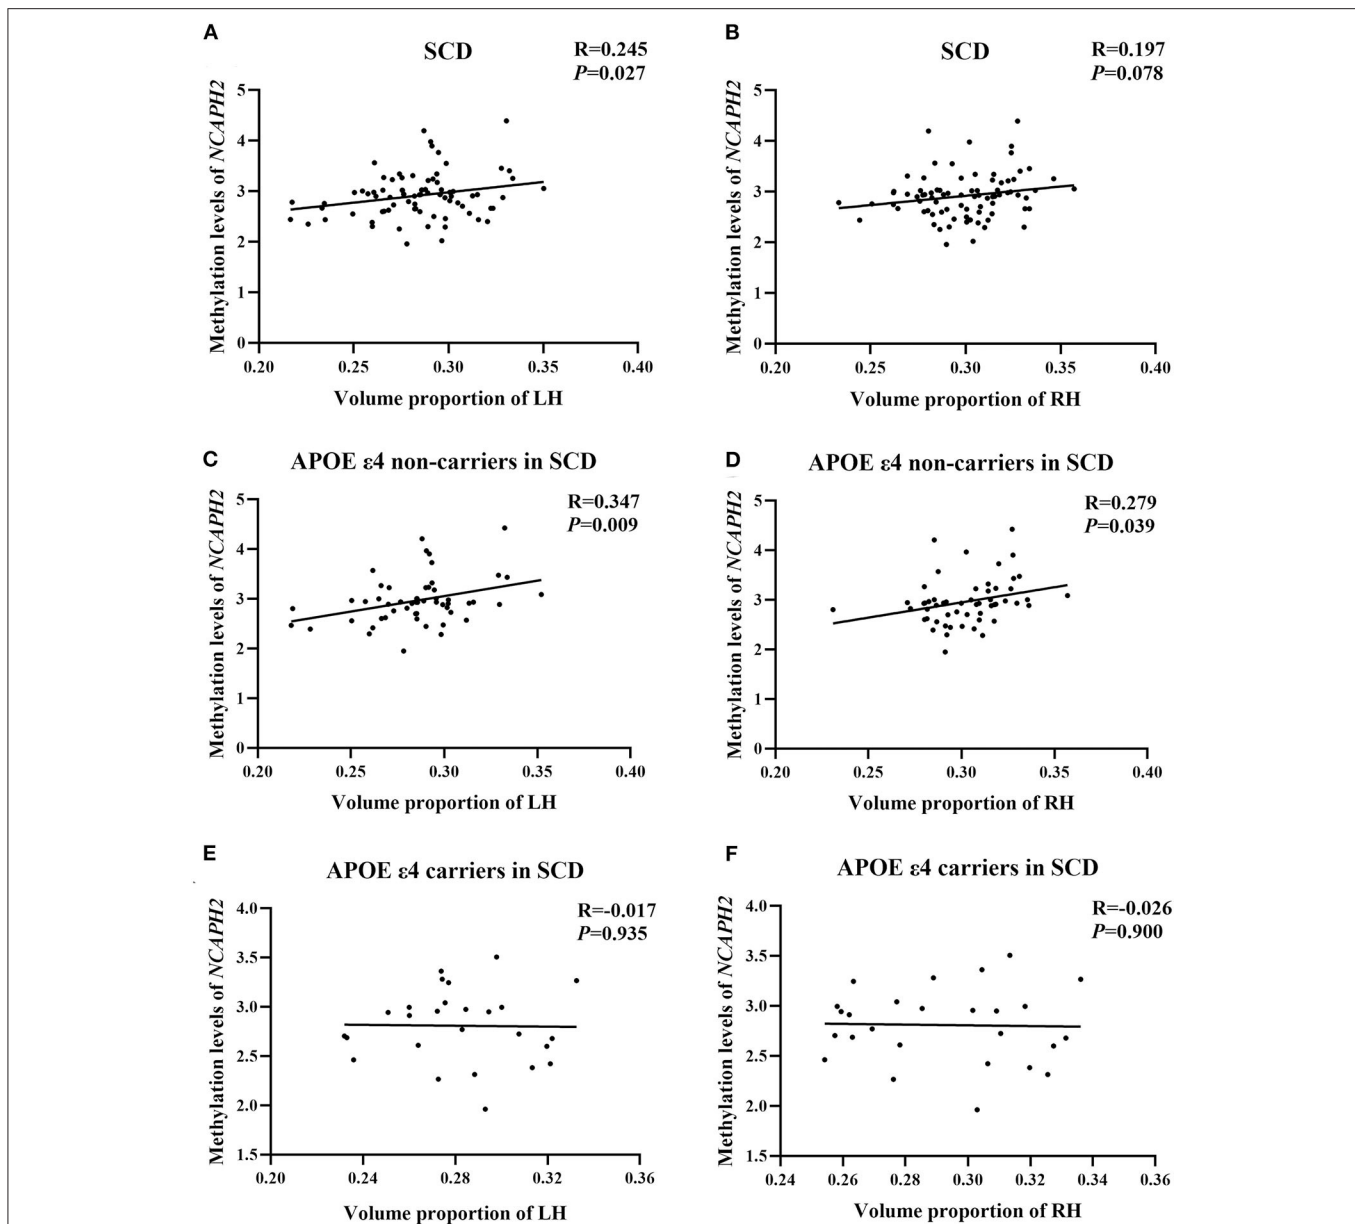 A
SCD
R=0.245
P=0.027
Methylation levels of NCAPH2
5
4
3
2
1
0
0.20 0.25 0.30 0.35 0.40
Volume proportion of LH
B
SCD
R=0.197
P=0.078
Methylation levels of NCAPH2
5
4
3
2
1
0
0.20 0.25 0.30 0.35 0.40
Volume proportion of RH
C
APOE ε4 non-carriers in SCD
R=0.347
P=0.009
Methylation levels of NCAPH2
5
4
3
2
1
0
0.20 0.25 0.30 0.35 0.40
Volume proportion of LH
D
APOE ε4 non-carriers in SCD
R=0.279
P=0.039
Methylation levels of NCAPH2
5
4
3
2
1
0
0.20 0.25 0.30 0.35 0.40
Volume proportion of RH
E
APOE ε4 carriers in SCD
R=-0.017
P=0.935
Methylation levels of NCAPH2
4.0
3.5
3.0
2.5
2.0
1.5
0.20 0.24 0.28 0.32 0.36
Volume proportion of LH
F
APOE ε4 carriers in SCD
R=-0.026
P=0.900
Methylation levels of NCAPH2
4.0
3.5
3.0
2.5
2.0
1.5
0.24 0.26 0.28 0.30 0.32 0.34 0.36
Volume proportion of RH